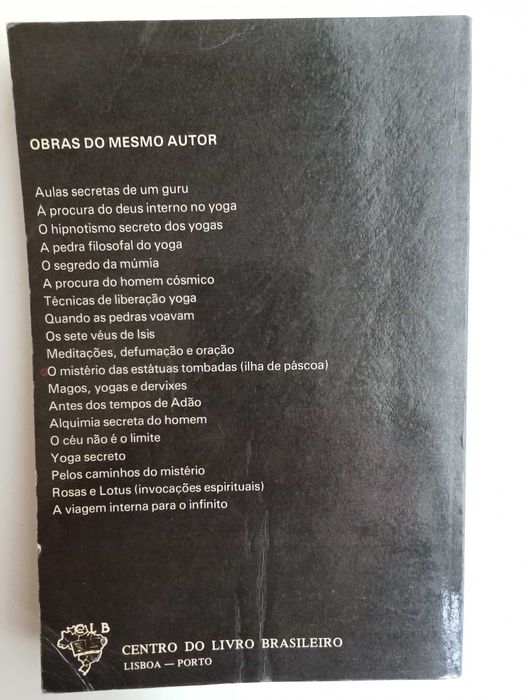 OBRAS DO MESMO AUTOR
Aulas secretas de um guru
À procura do deus interno no yoga
O hipnotismo secreto dos yogas
A pedra filosofal do yoga
O segredo da múmia
A procura do homem cósmico
Técnicas de liberação yoga
Quando as pedras voavam
Os sete véus de Isis
Meditações, defumação e oração
O mistério das estátuas tombadas (ilha de páscoa)
Magos, yogas e dervixes
Antes dos tempos de Adão
Alquimia secreta do homem
O céu não é o limite
Yoga secreto
Pelos caminhos do mistério
Rosas e Lotus (invocações espirituais)
A viagem interna para o infinito
CLB
CENTRO DO LIVRO BRASILEIRO
LISBOA — PORTO